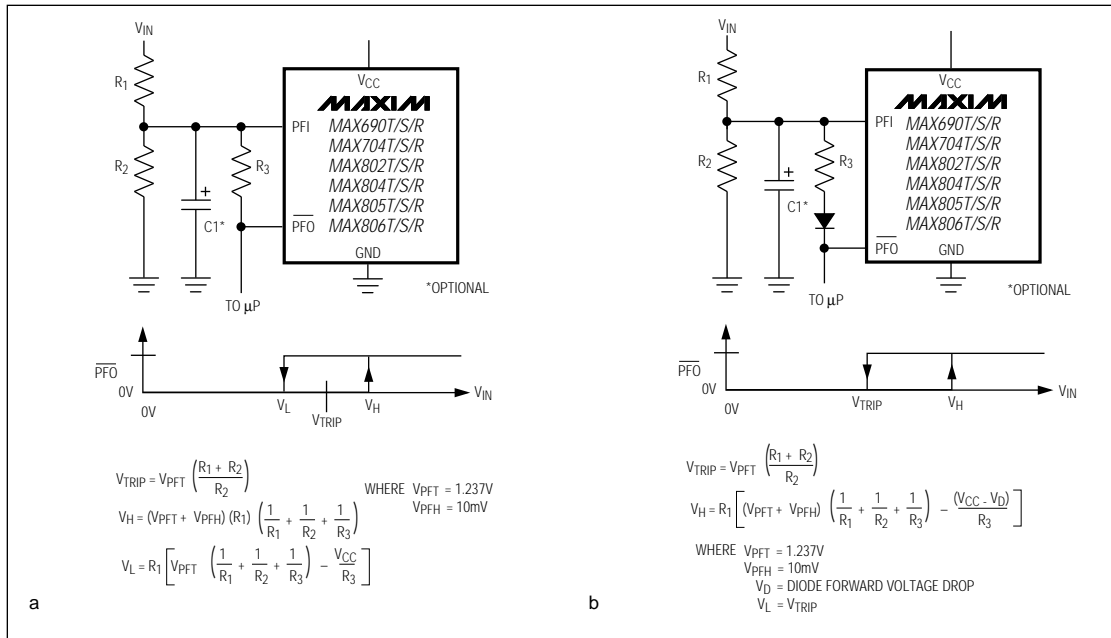 VIN
R1
R2
C1*
+
R3
PFI
PFO
VCC
MAXIM
MAX690T/S/R
MAX704T/S/R
MAX802T/S/R
MAX804T/S/R
MAX805T/S/R
MAX806T/S/R
GND
*OPTIONAL
TO µP
PFO
0V
0V
VL
VTRIP
VH
VIN
VTRIP = VPFT (R1 + R2 / R2)
WHERE VPFT = 1.237V
VPFH = 10mV
VH = (VPFT + VPFH) (R1) (1/R1 + 1/R2 + 1/R3)
VL = R1 [VPFT (1/R1 + 1/R2 + 1/R3) – VCC/R3]
a
VIN
R1
R2
C1*
+
R3
PFI
PFO
VCC
MAXIM
MAX690T/S/R
MAX704T/S/R
MAX802T/S/R
MAX804T/S/R
MAX805T/S/R
MAX806T/S/R
GND
*OPTIONAL
TO µP
PFO
0V
0V
VTRIP
VH
VIN
VTRIP = VPFT (R1 + R2 / R2)
VH = R1 [(VPFT + VPFH) (1/R1 + 1/R2 + 1/R3) – (VCC - VD)/R3]
WHERE VPFT = 1.237V
VPFH = 10mV
VD = DIODE FORWARD VOLTAGE DROP
VL = VTRIP
b